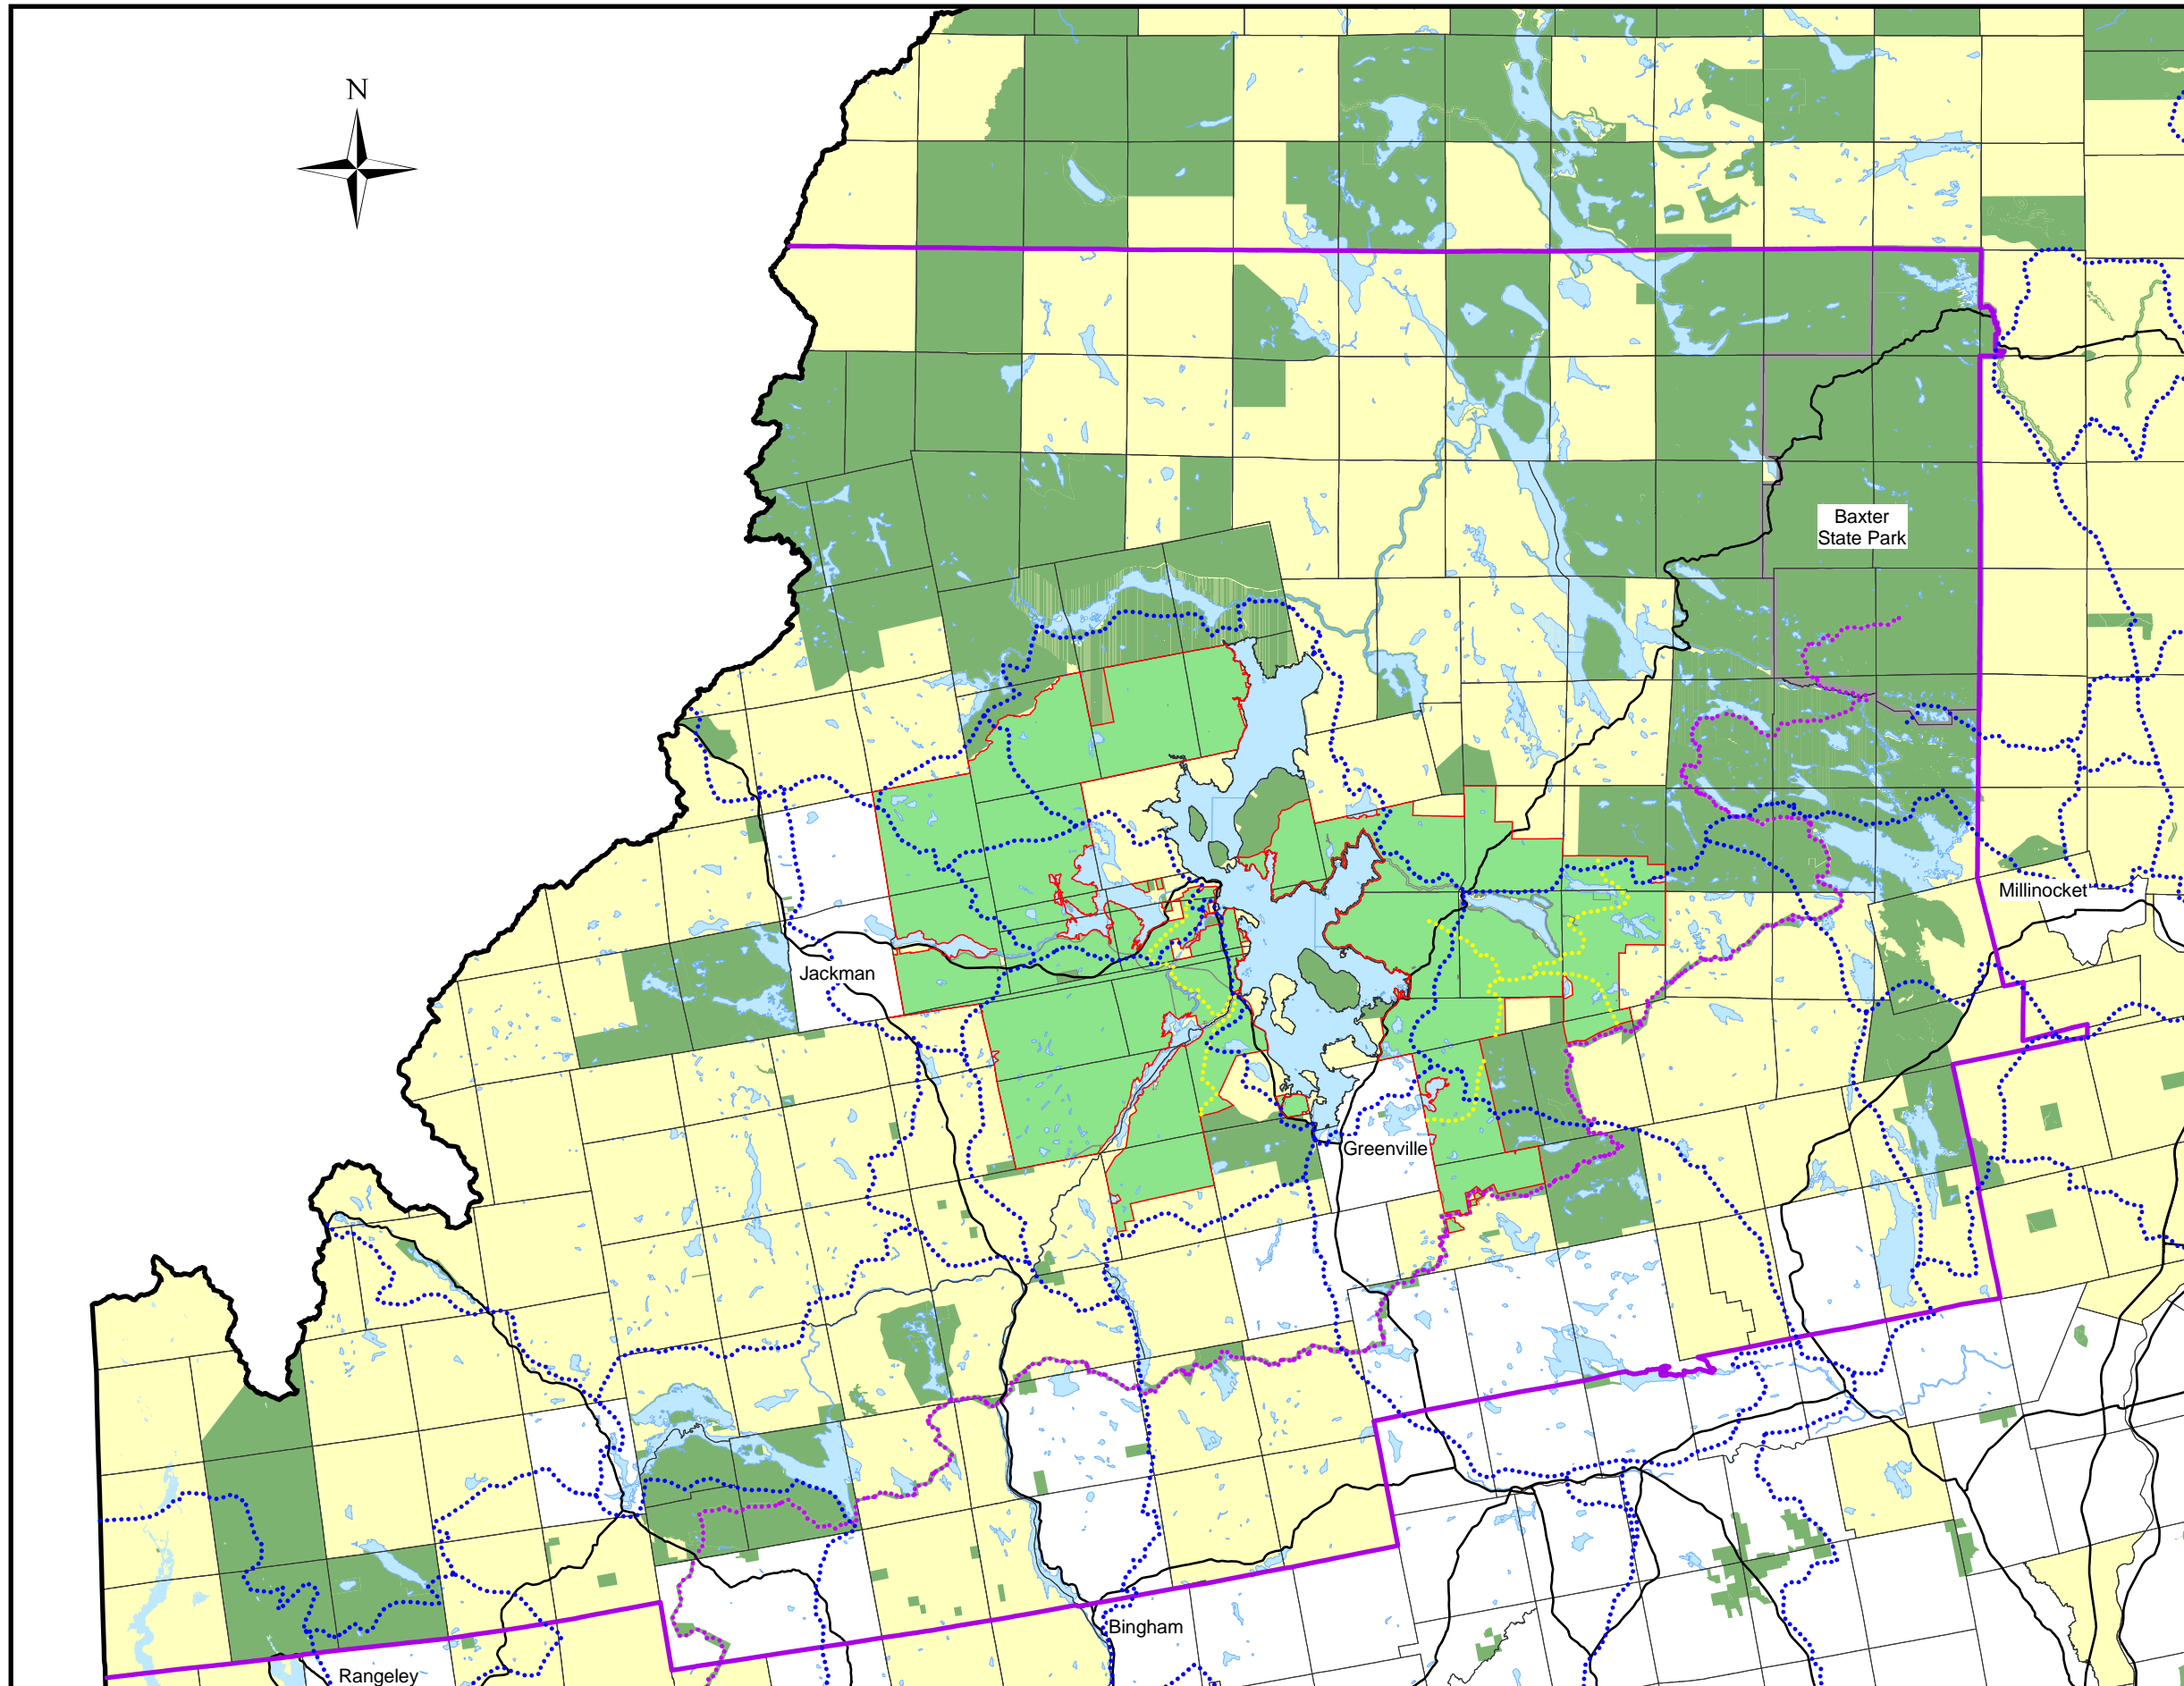 N
Baxter
State Park
Millinocket
Jackman
Greenville
Bingham
Rangeley